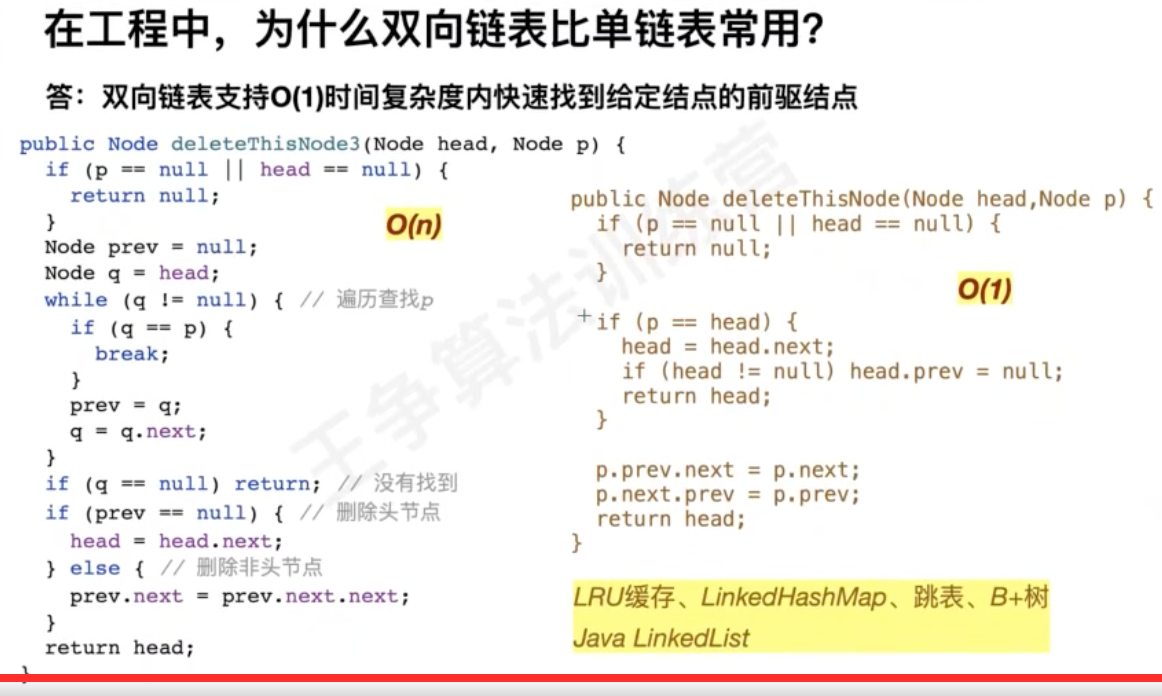 在工程中，为什么双向链表比单链表常用？
答：双向链表支持O(1)时间复杂度内快速找到给定结点的前驱结点
public Node deleteThisNode3(Node head, Node p) {
if (p == null || head == null) {
return null;
}
Node prev = null;
Node q = head;
while (q != null) { // 遍历查找p
if (q == p) {
break;
}
prev = q;
q = q.next;
}
if (q == null) return; // 没有找到
if (prev == null) { // 删除头节点
head = head.next;
} else { // 删除非头节点
prev.next = prev.next.next;
}
return head;
}
O(n)
public Node deleteThisNode(Node head,Node p) {
if (p == null || head == null) {
return null;
}
if (p == head) {
head = head.next;
if (head != null) head.prev = null;
return head;
}
p.prev.next = p.next;
p.next.prev = p.prev;
return head;
}
O(1)
LRU缓存、LinkedHashMap、跳表、B+树
Java LinkedList
王争算法训练营